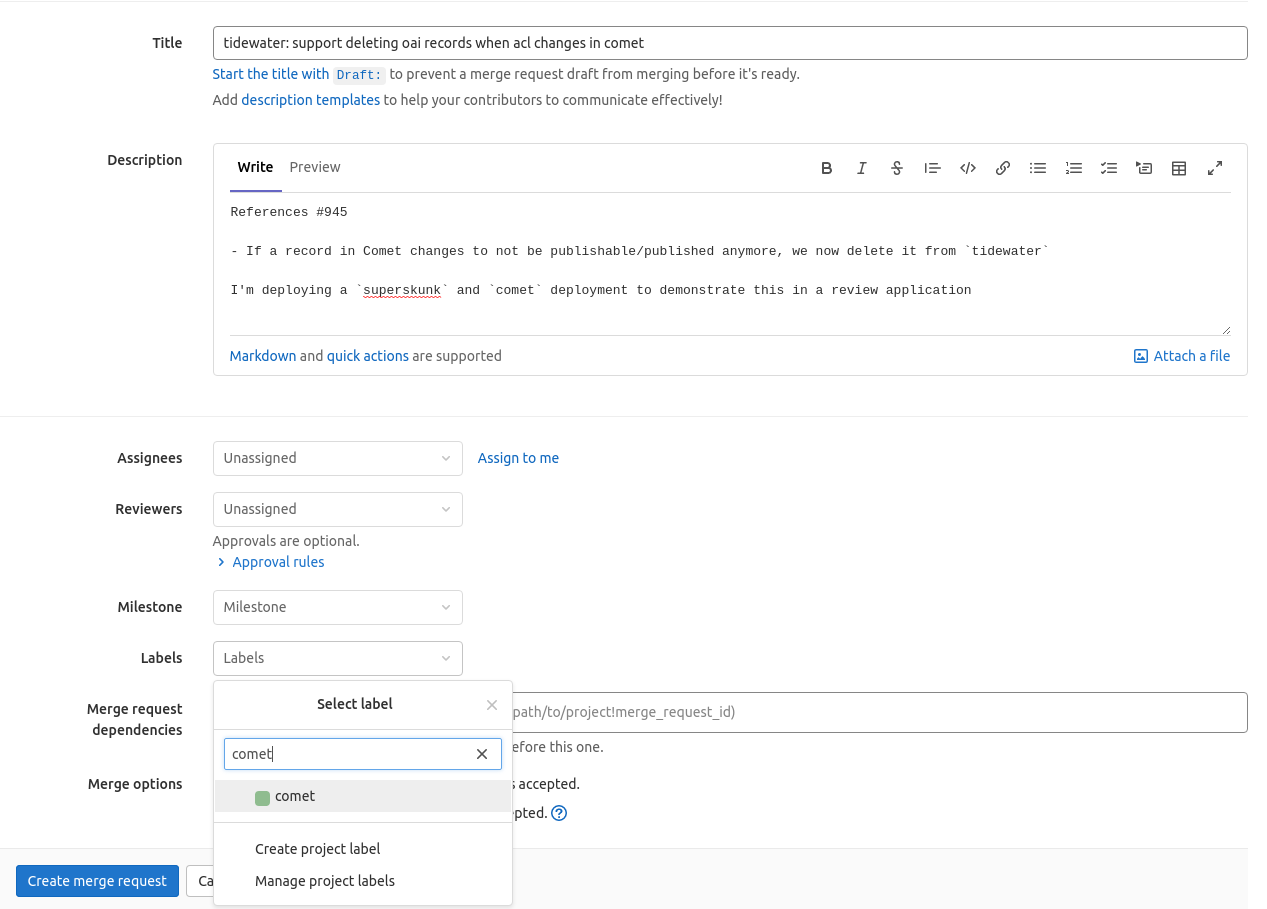 Title
tidewater: support deleting oai records when acl changes in comet
Start the title with Draft: to prevent a merge request draft from merging before it's ready.
Add description templates to help your contributors to communicate effectively!
Description
Write Preview
References #945
- If a record in Comet changes to not be publishable/published anymore, we now delete it from `tidewater`
I'm deploying a `superskunk` and `comet` deployment to demonstrate this in a review application
Markdown and quick actions are supported
Attach a file
Assignees
Unassigned
Assign to me
Reviewers
Unassigned
Approvals are optional.
Approval rules
Milestone
Milestone
Labels
Labels
Select label
Merge request
dependencies
path/to/project!merge_request_id)
comet
efore this one.
Merge options
s accepted.
comet
pted.
Create project label
Create merge request
Ca
Manage project labels